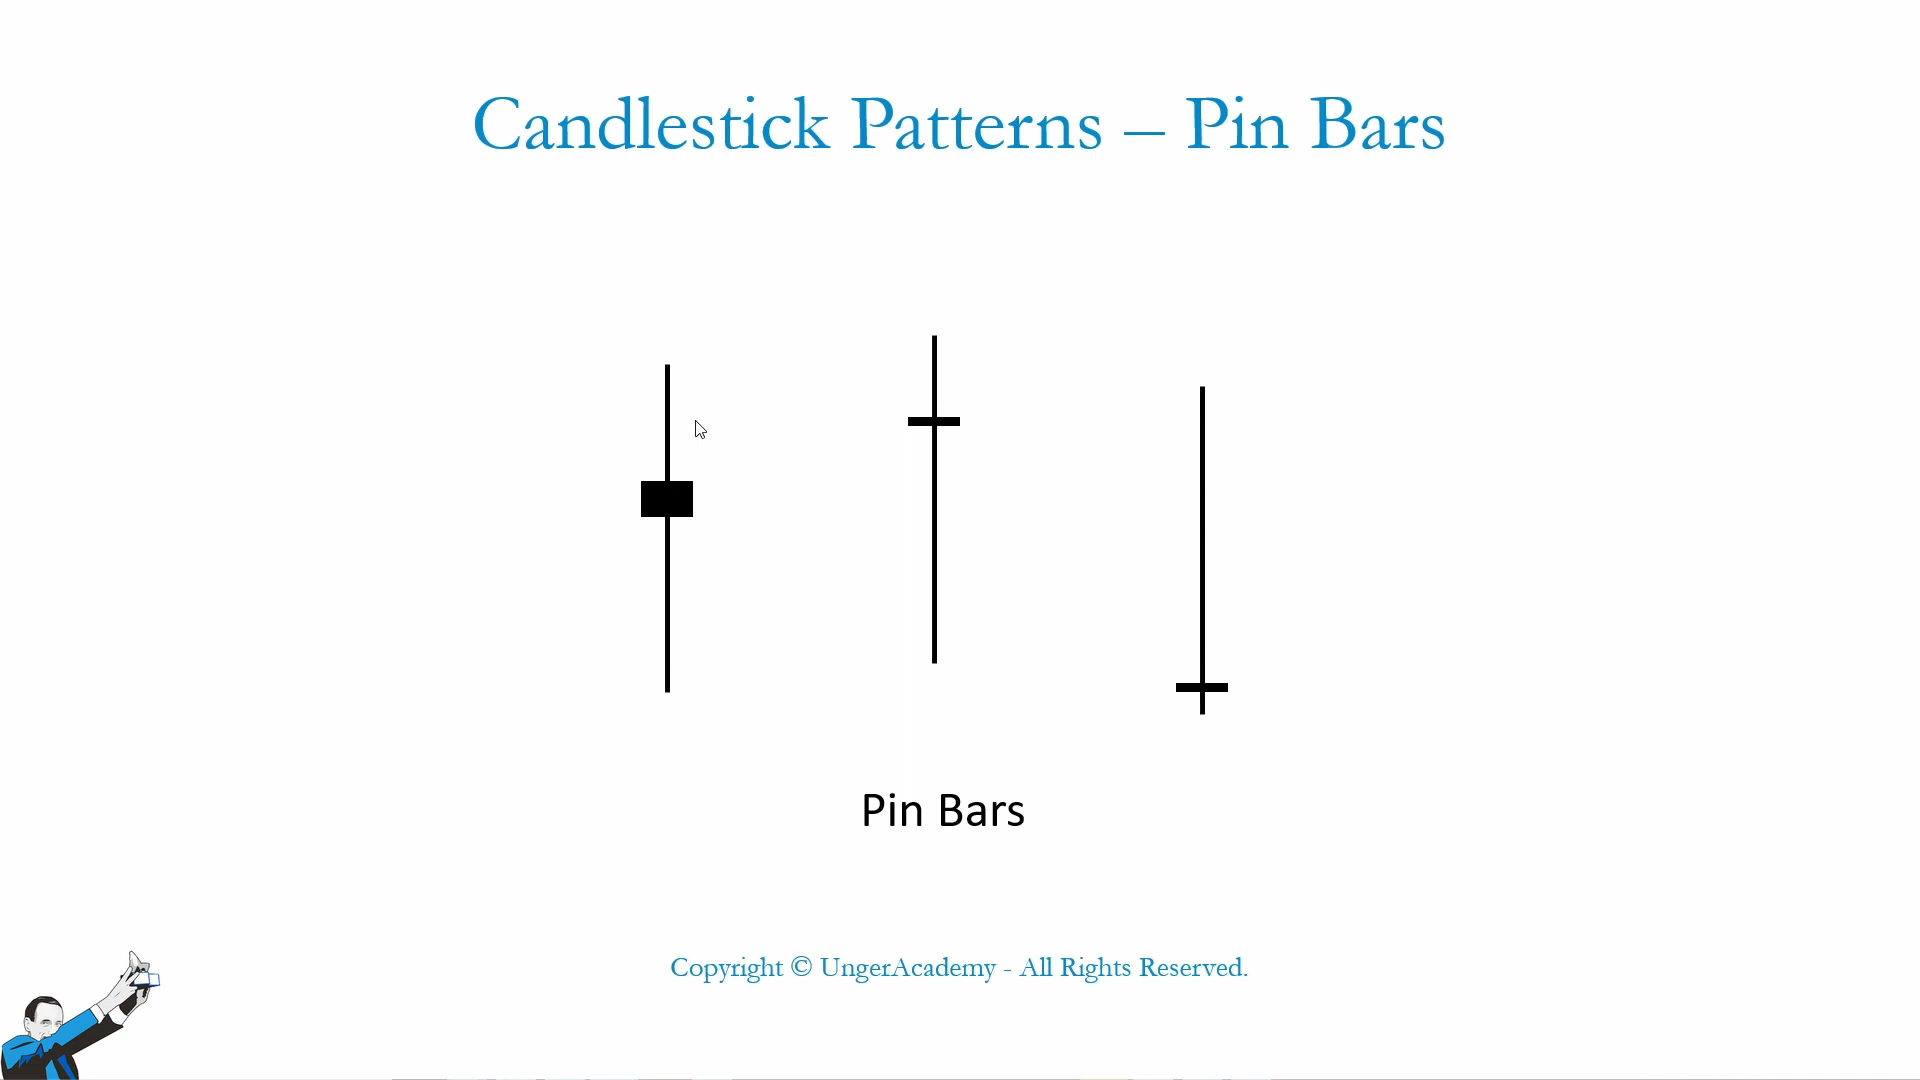 Candlestick Patterns – Pin Bars
Pin Bars
Copyright © UngerAcademy - All Rights Reserved.